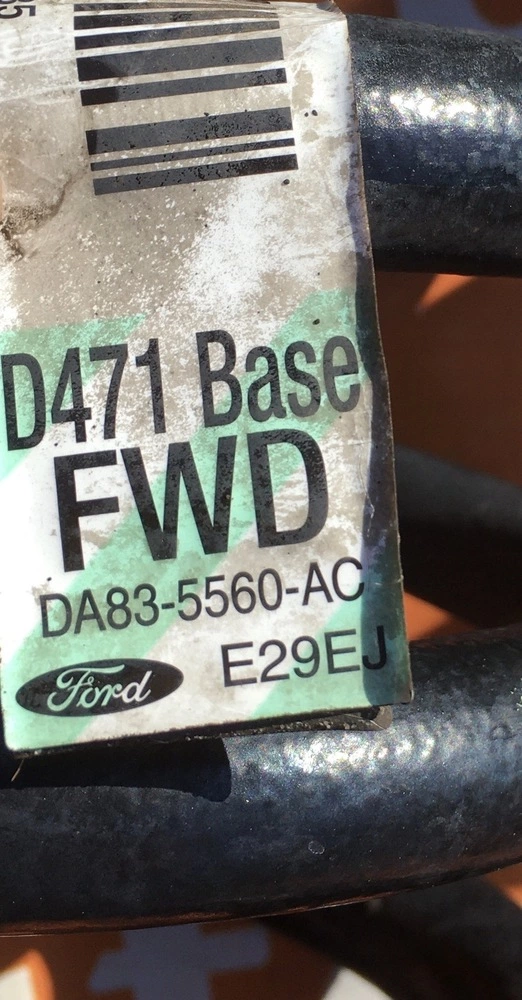 D471 Base
FWD
DA83-5560-AC
E29EJ
Ford